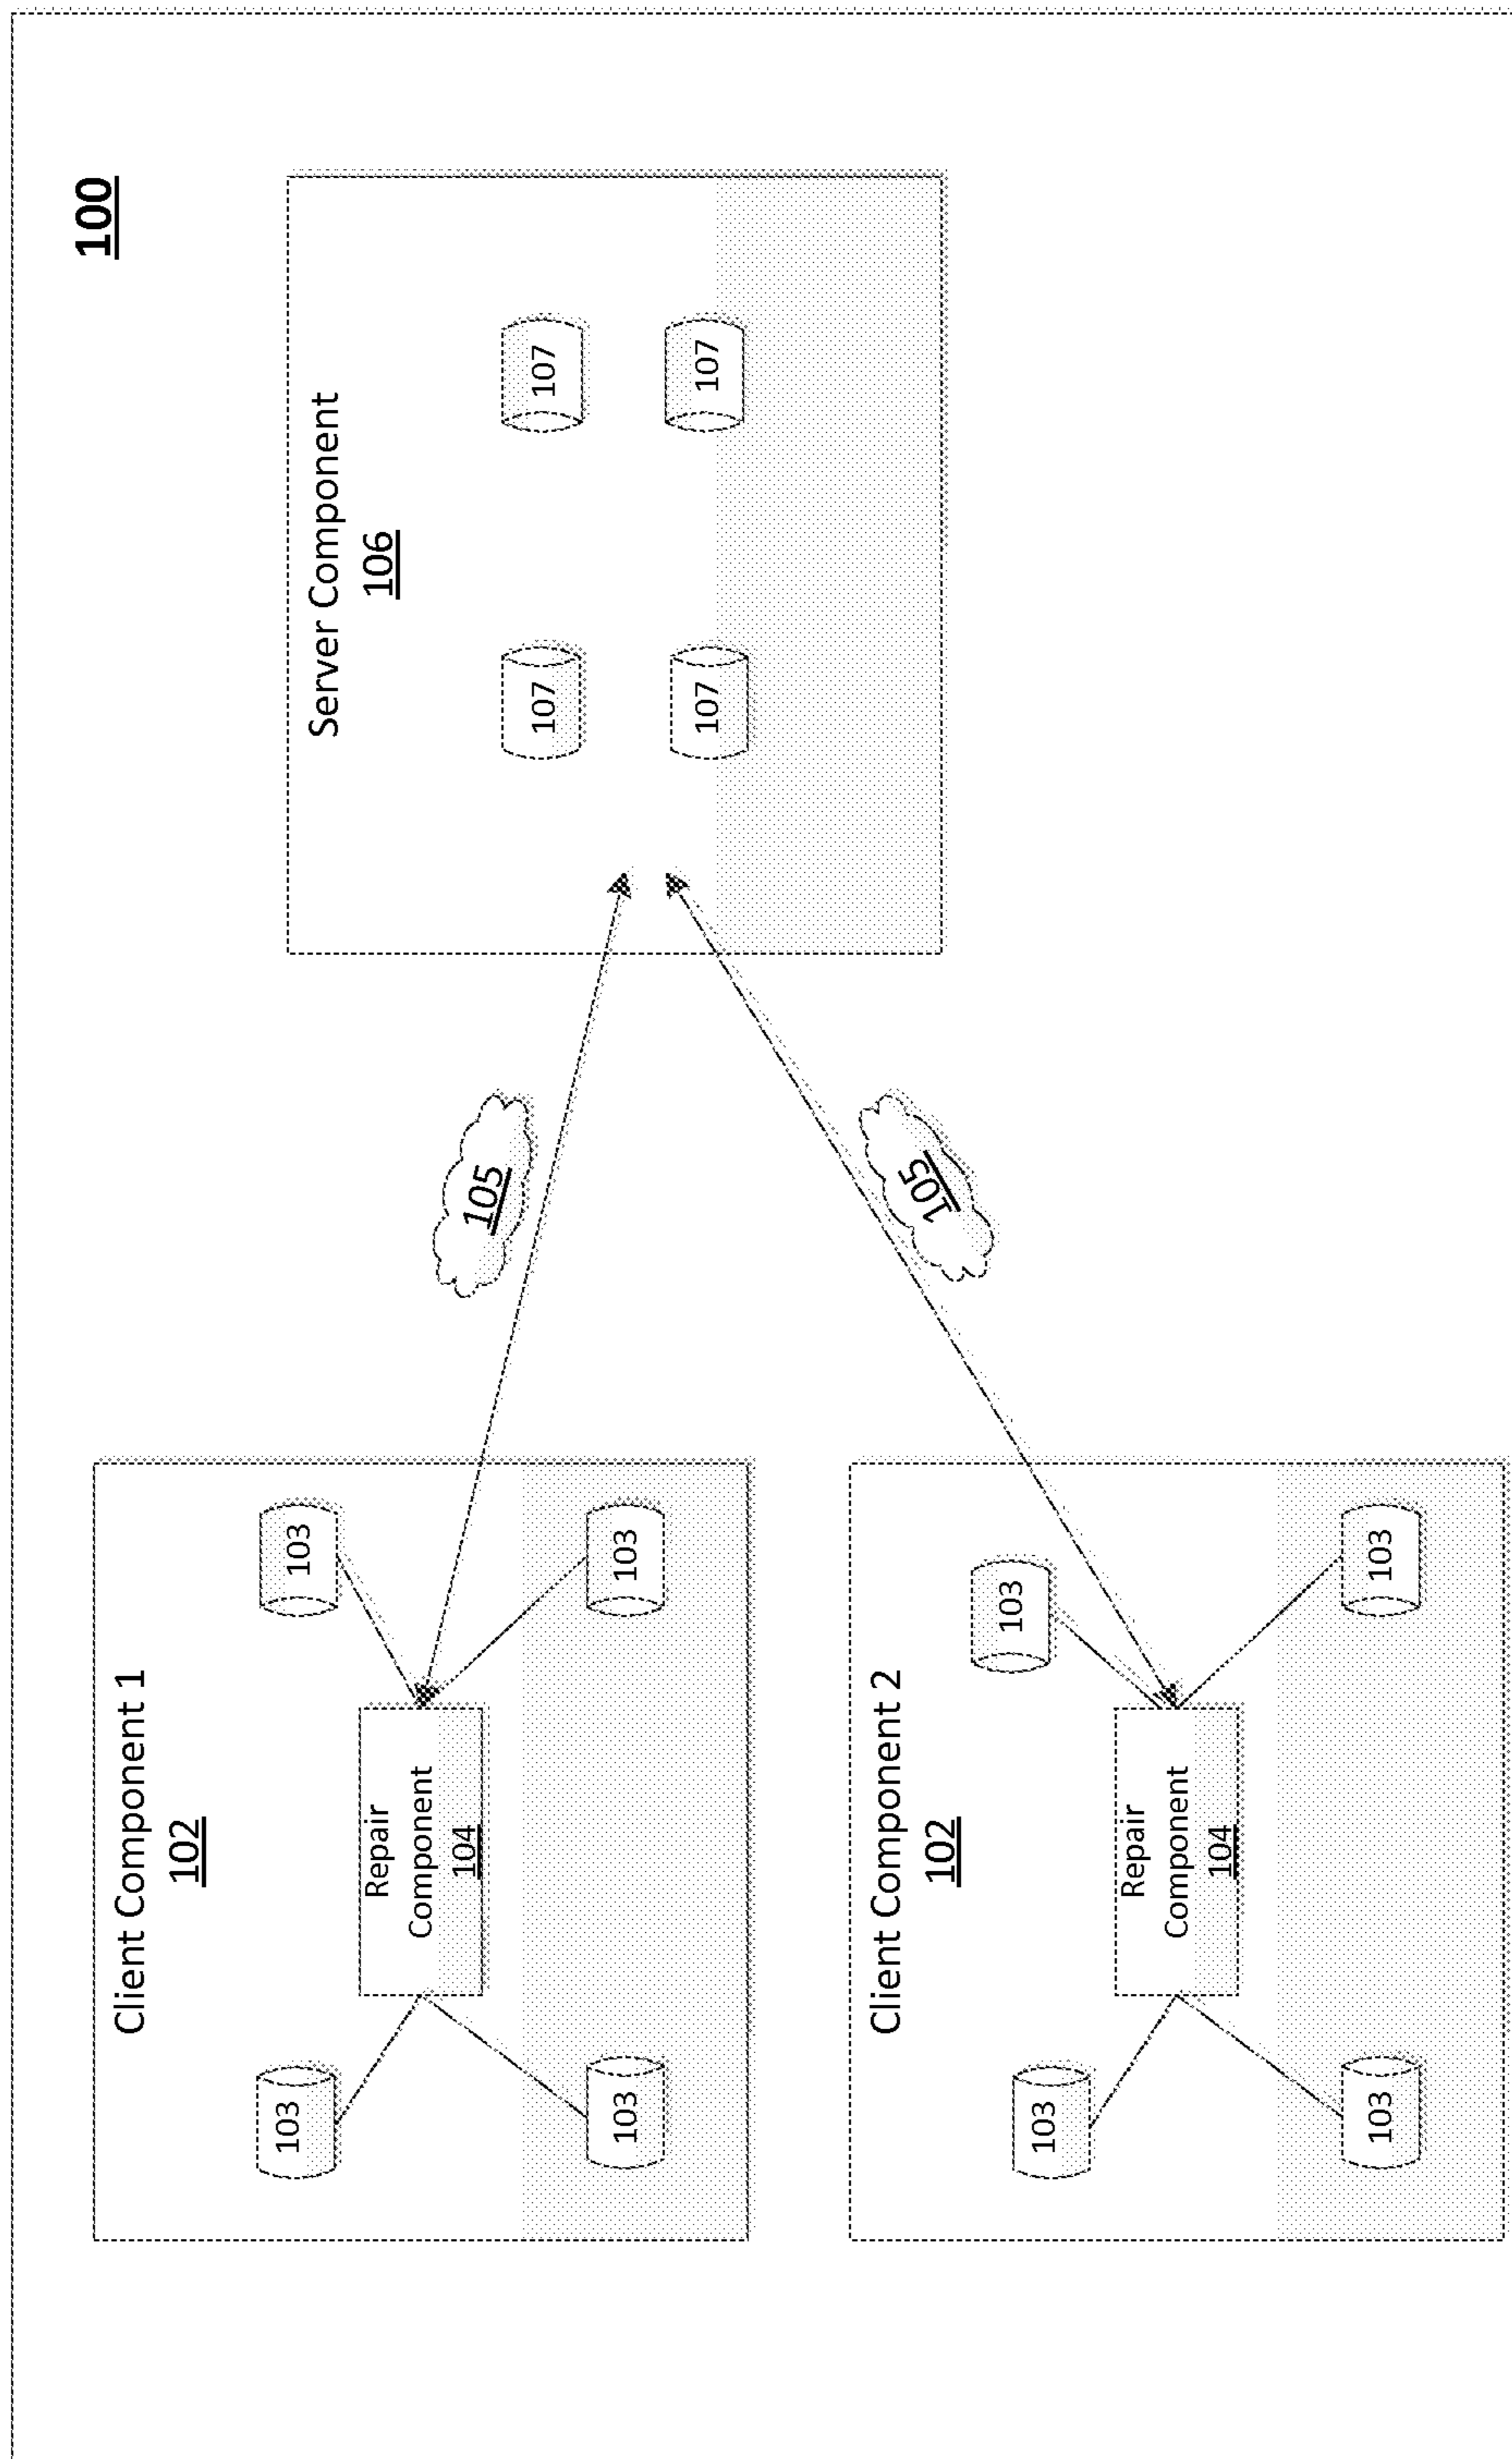 100
Client Component 1
102
103
103
Repair
Component
104
103
103
105
Server Component
106
107
107
107
107
105
Client Component 2
102
103
103
Repair
Component
104
103
103